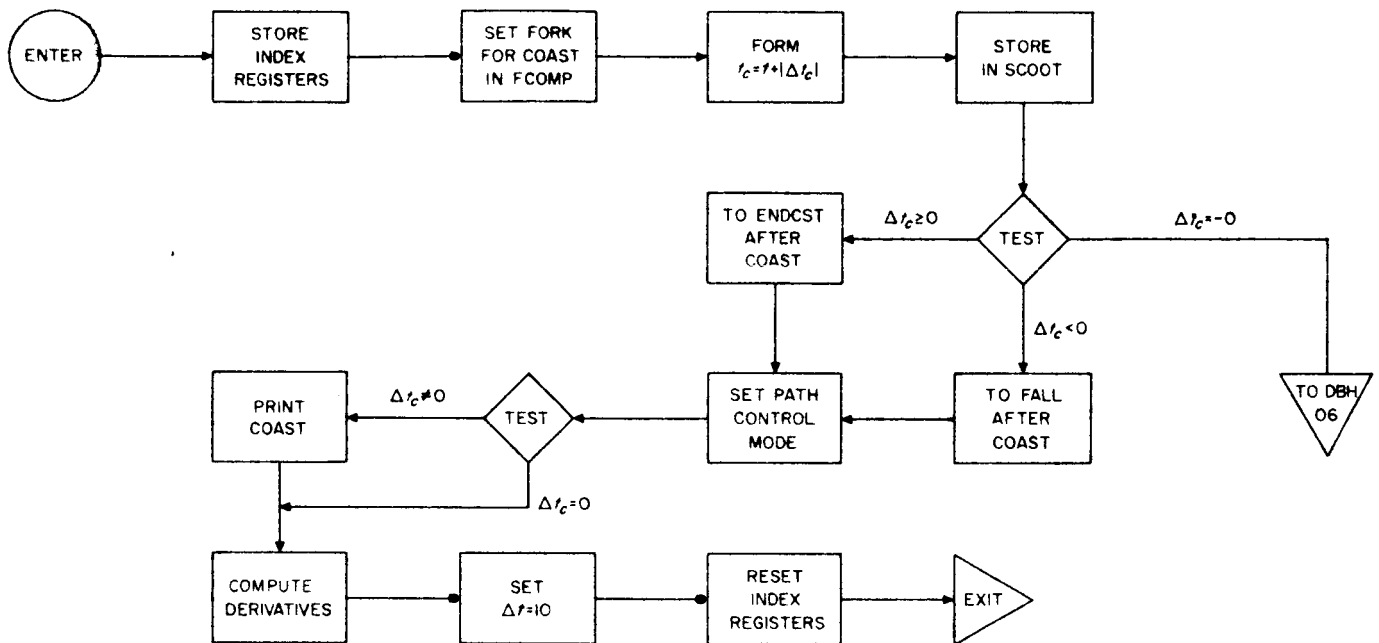 ENTER
STORE
INDEX
REGISTERS
SET FORK
FOR COAST
IN FCOMP
FORM
t_c=t+|Δt_c|
STORE
IN SCOOT
TO ENDCST
AFTER
COAST
Δt_c≥0
TEST
Δt_c=-0
Δt_c<0
PRINT
COAST
Δt_c≠0
TEST
Δt_c=0
SET PATH
CONTROL
MODE
TO FALL
AFTER
COAST
TO DBH
06
COMPUTE
DERIVATIVES
SET
Δt=10
RESET
INDEX
REGISTERS
EXIT